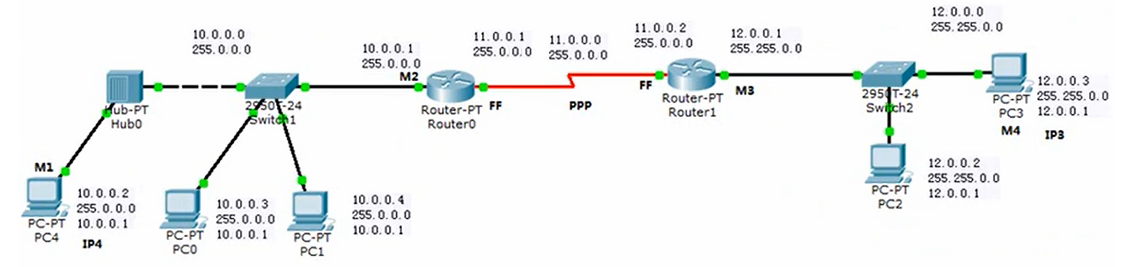 10.0.0.0
255.0.0.0
10.0.0.1
255.0.0.0
M2
11.0.0.1
255.0.0.0
11.0.0.0
255.0.0.0
11.0.0.2
255.0.0.0
12.0.0.1
255.255.0.0
12.0.0.0
255.255.0.0
Hub-PT
Hub0
2950T-24
Switch1
Router-PT
Router0
FF
PPP
FF
Router-PT
Router1
M3
2950T-24
Switch2
PC-PT
PC3
M4
12.0.0.3
255.255.0.0
12.0.0.1
IP3
M1
PC-PT
PC4
10.0.0.2
255.0.0.0
10.0.0.1
IP4
PC-PT
PC0
10.0.0.3
255.0.0.0
10.0.0.1
PC-PT
PC1
10.0.0.4
255.0.0.0
10.0.0.1
PC-PT
PC2
12.0.0.2
255.255.0.0
12.0.0.1